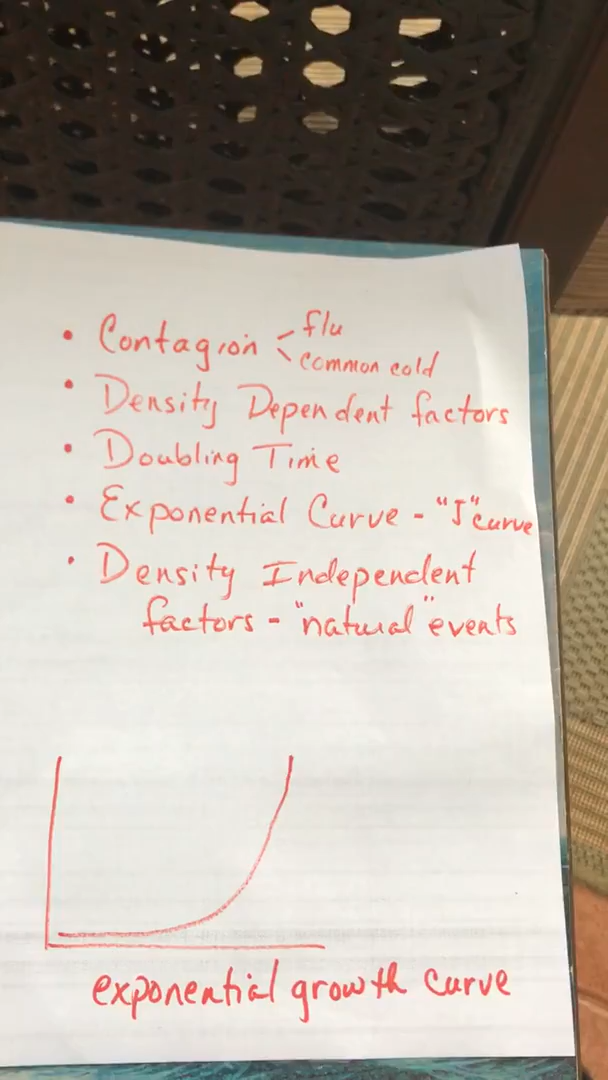 • Contagion < flu
common cold
• Density Dependent factors
• Doubling Time
• Exponential Curve - "J" curve
• Density Independent
factors - "natural" events
exponential growth curve